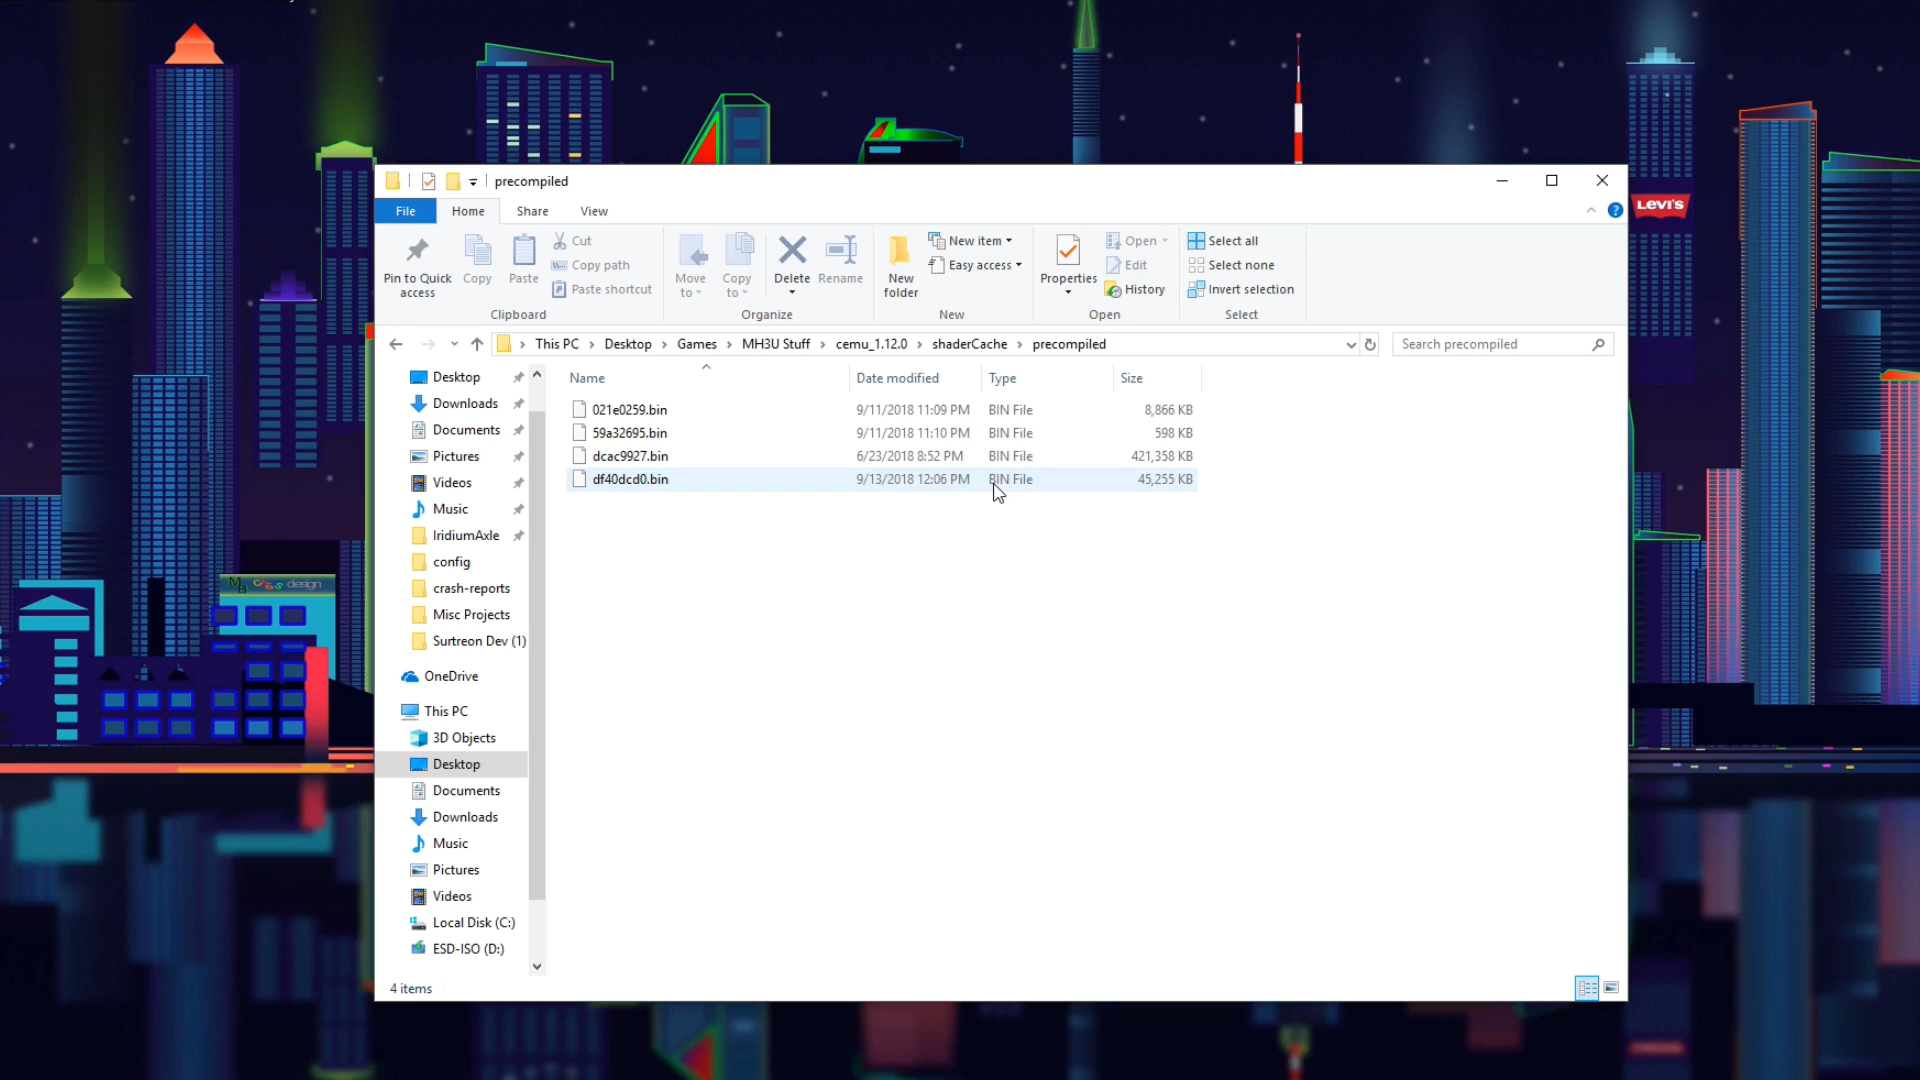 precompiled
File Home Share View
Pin to Quick access
Copy
Paste
Cut
Copy path
Paste shortcut
Clipboard
Move to
Copy to
Delete
Rename
Organize
New folder
New item
Easy access
New
Properties
Open
Edit
History
Open
Select all
Select none
Invert selection
Select
This PC > Desktop > Games > MH3U Stuff > cemu_1.12.0 > shaderCache > precompiled
Search precompiled
Desktop
Downloads
Documents
Pictures
Videos
Music
IridiumAxle
config
crash-reports
Misc Projects
Surtreon Dev (1)
OneDrive
This PC
3D Objects
Desktop
Documents
Downloads
Music
Pictures
Videos
Local Disk (C:)
ESD-ISO (D:)
Name Date modified Type Size
021e0259.bin 9/11/2018 11:09 PM BIN File 8,866 KB
59a32695.bin 9/11/2018 11:10 PM BIN File 598 KB
dcac9927.bin 6/23/2018 8:52 PM BIN File 421,358 KB
df40dcd0.bin 9/13/2018 12:06 PM BIN File 45,255 KB
4 items
LEVI'S
design